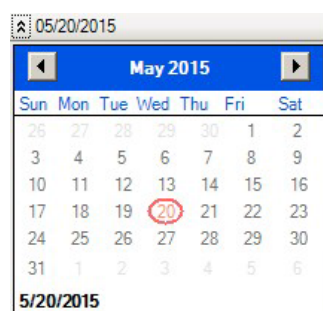 05/20/2015
May 2015
Sun Mon Tue Wed Thu Fri Sat
26 27 28 29 30 1 2
3 4 5 6 7 8 9
10 11 12 13 14 15 16
17 18 19 20 21 22 23
24 25 26 27 28 29 30
31 1 2 3 4 5 6
5/20/2015